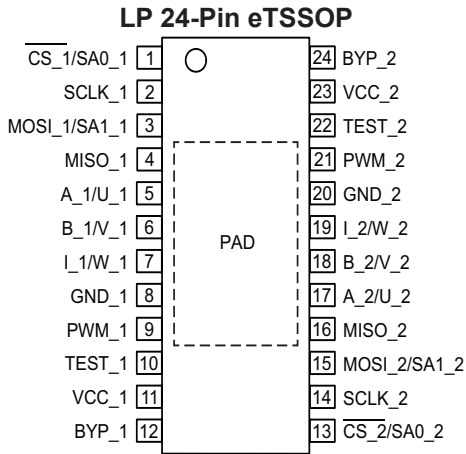 LP 24-Pin eTSSOP
CS_1/SA0_1 1
SCLK_1 2
MOSI_1/SA1_1 3
MISO_1 4
A_1/U_1 5
B_1/V_1 6
I_1/W_1 7
GND_1 8
PWM_1 9
TEST_1 10
VCC_1 11
BYP_1 12
PAD
24 BYP_2
23 VCC_2
22 TEST_2
21 PWM_2
20 GND_2
19 I_2/W_2
18 B_2/V_2
17 A_2/U_2
16 MISO_2
15 MOSI_2/SA1_2
14 SCLK_2
13 CS_2/SA0_2